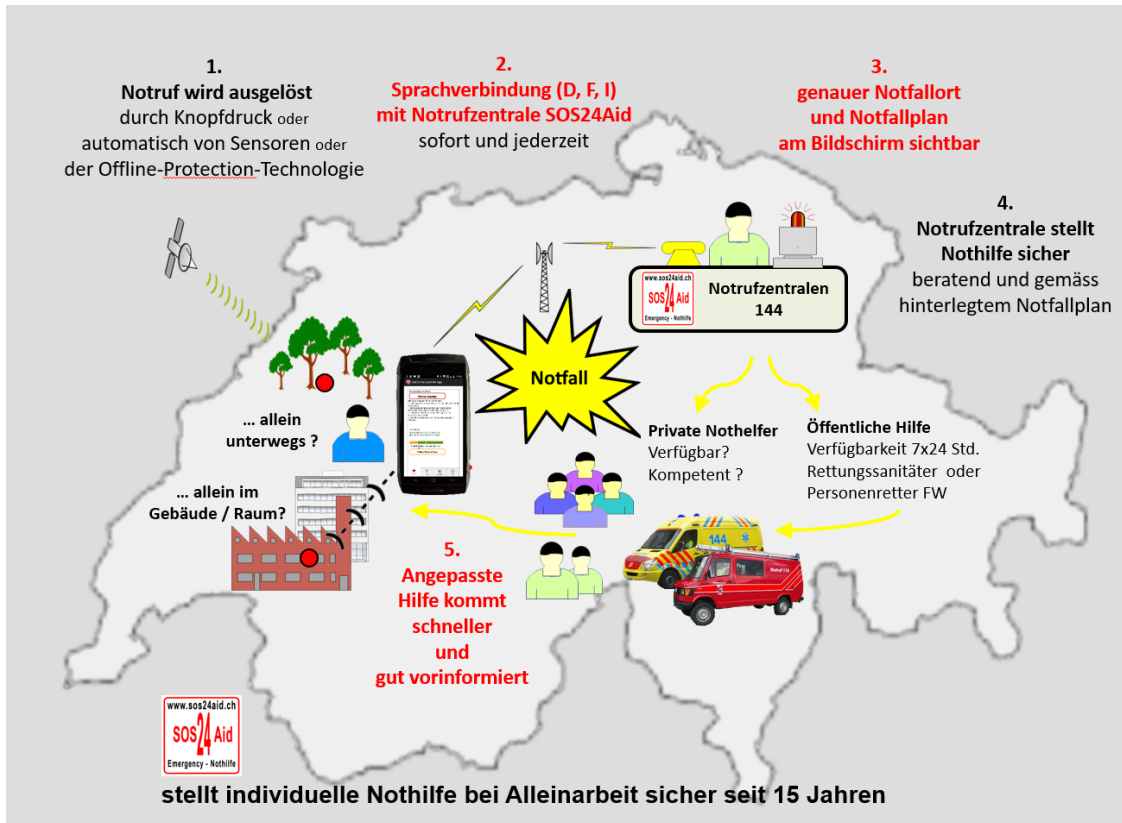 1.
Notruf wird ausgelöst
durch Knopfdruck oder
automatisch von Sensoren oder
der Offline-Protection-Technologie
2.
Sprachverbindung (D, F, I)
mit Notrufzentrale SOS24Aid
sofort und jederzeit
3.
genauer Notfallort
und Notfallplan
am Bildschirm sichtbar
4.
Notrufzentrale stellt
Nothilfe sicher
beratend und gemäss
hinterlegtem Notfallplan
www.sos24aid.ch
SOS 24 Aid
Emergency - Nothilfe
Notrufzentralen
144
Notfall
... allein
unterwegs ?
... allein im
Gebäude / Raum?
Private Nothelfer
Verfügbar?
Kompetent ?
Öffentliche Hilfe
Verfügbarkeit 7x24 Std.
Rettungssanitäter oder
Personenretter FW
144
5.
Angepasste
Hilfe kommt
schneller
und
gut vorinformiert
www.sos24aid.ch
SOS 24 Aid
Emergency - Nothilfe
stellt individuelle Nothilfe bei Alleinarbeit sicher seit 15 Jahren